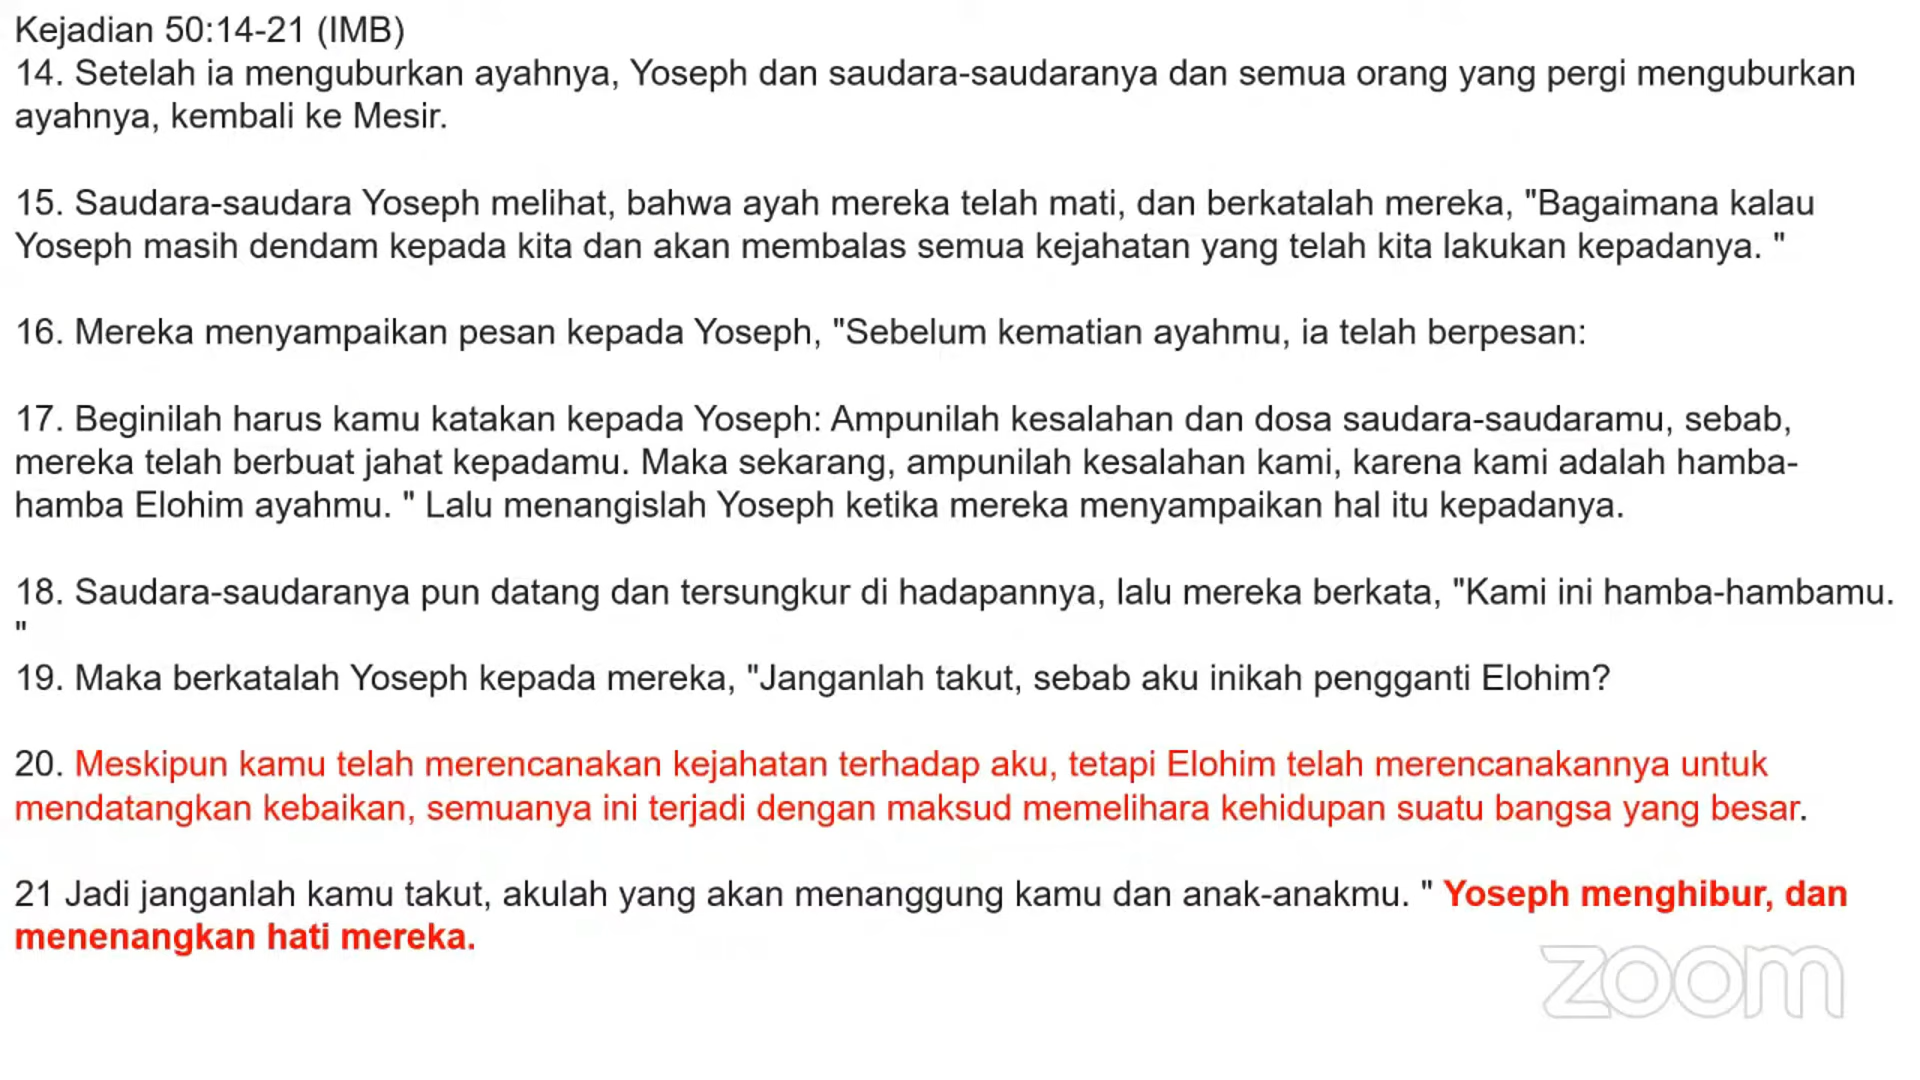 Kejadian 50:14-21 (IMB)
14. Setelah ia menguburkan ayahnya, Yoseph dan saudara-saudaranya dan semua orang yang pergi menguburkan
ayahnya, kembali ke Mesir.
15. Saudara-saudara Yoseph melihat, bahwa ayah mereka telah mati, dan berkatalah mereka, "Bagaimana kalau
Yoseph masih dendam kepada kita dan akan membalas semua kejahatan yang telah kita lakukan kepadanya. "
16. Mereka menyampaikan pesan kepada Yoseph, "Sebelum kematian ayahmu, ia telah berpesan:
17. Beginilah harus kamu katakan kepada Yoseph: Ampunilah kesalahan dan dosa saudara-saudaramu, sebab,
mereka telah berbuat jahat kepadamu. Maka sekarang, ampunilah kesalahan kami, karena kami adalah hamba-
hamba Elohim ayahmu. " Lalu menangislah Yoseph ketika mereka menyampaikan hal itu kepadanya.
18. Saudara-saudaranya pun datang dan tersungkur di hadapannya, lalu mereka berkata, "Kami ini hamba-hambamu.
"
19. Maka berkatalah Yoseph kepada mereka, "Janganlah takut, sebab aku inikah pengganti Elohim?
20. Meskipun kamu telah merencanakan kejahatan terhadap aku, tetapi Elohim telah merencanakannya untuk
mendatangkan kebaikan, semuanya ini terjadi dengan maksud memelihara kehidupan suatu bangsa yang besar.
21 Jadi janganlah kamu takut, akulah yang akan menanggung kamu dan anak-anakmu. " Yoseph menghibur, dan
menenangkan hati mereka.
zoom